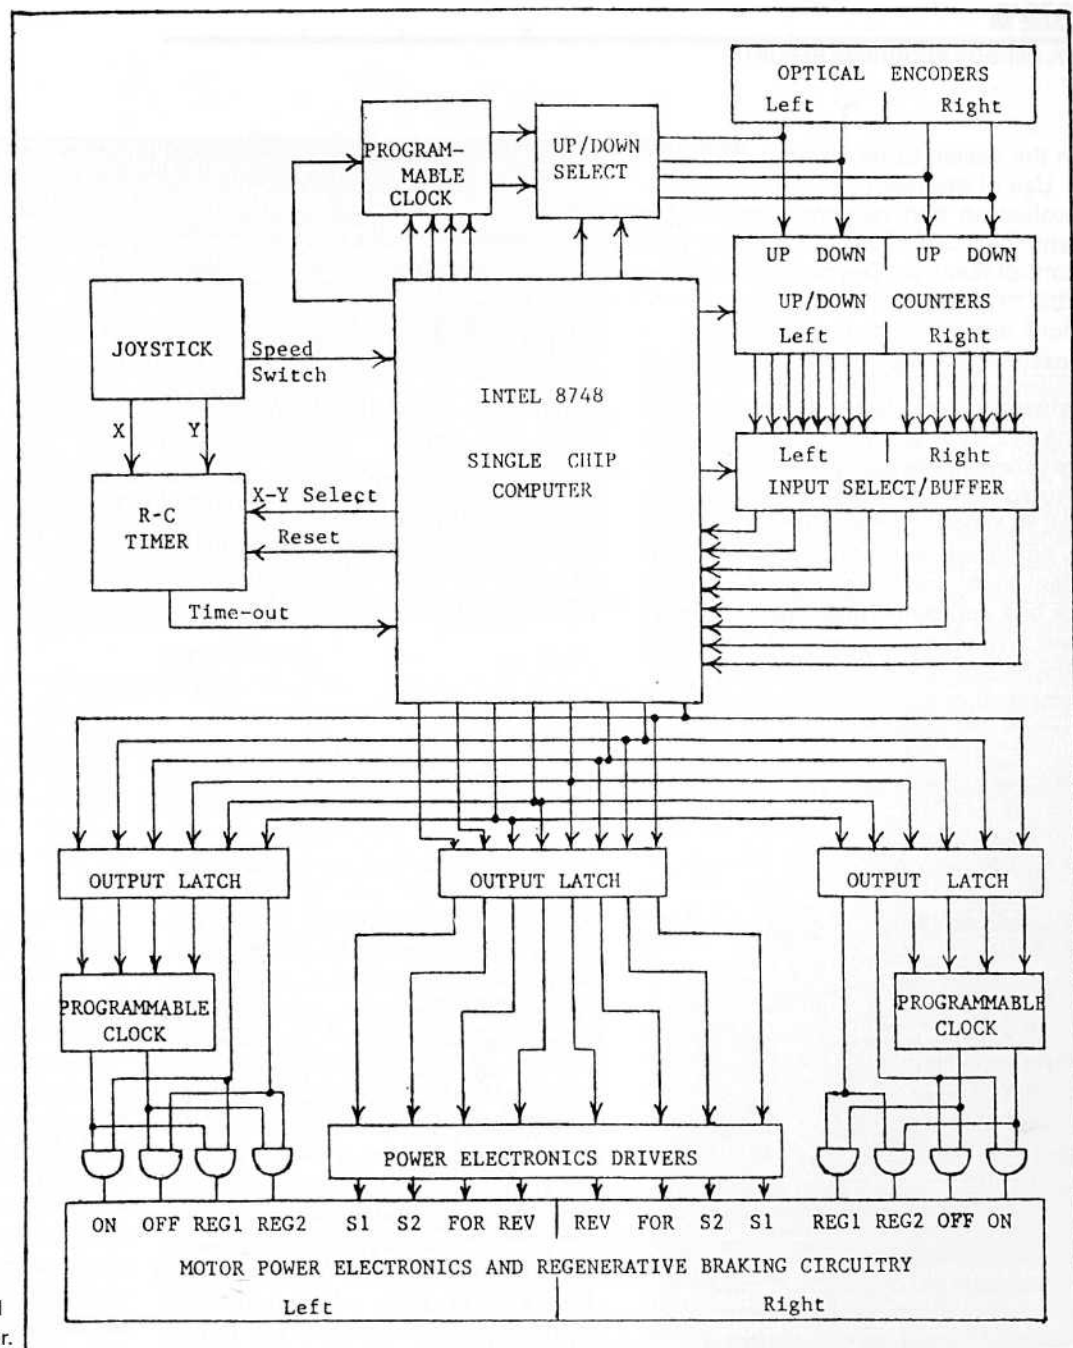 OPTICAL ENCODERS
Left Right
PROGRAM-
MABLE
CLOCK
UP/DOWN
SELECT
UP DOWN UP DOWN
UP/DOWN COUNTERS
Left Right
JOYSTICK
Speed
Switch
INTEL 8748
SINGLE CHIP
COMPUTER
X Y
Left Right
INPUT SELECT/BUFFER
R-C
TIMER
X-Y Select
Reset
Time-out
OUTPUT LATCH
OUTPUT LATCH
OUTPUT LATCH
PROGRAMMABLE
CLOCK
PROGRAMMABLE
CLOCK
POWER ELECTRONICS DRIVERS
ON OFF REG1 REG2 S1 S2 FOR REV REV FOR S2 S1 REG1 REG2 OFF ON
MOTOR POWER ELECTRONICS AND REGENERATIVE BRAKING CIRCUITRY
Left Right